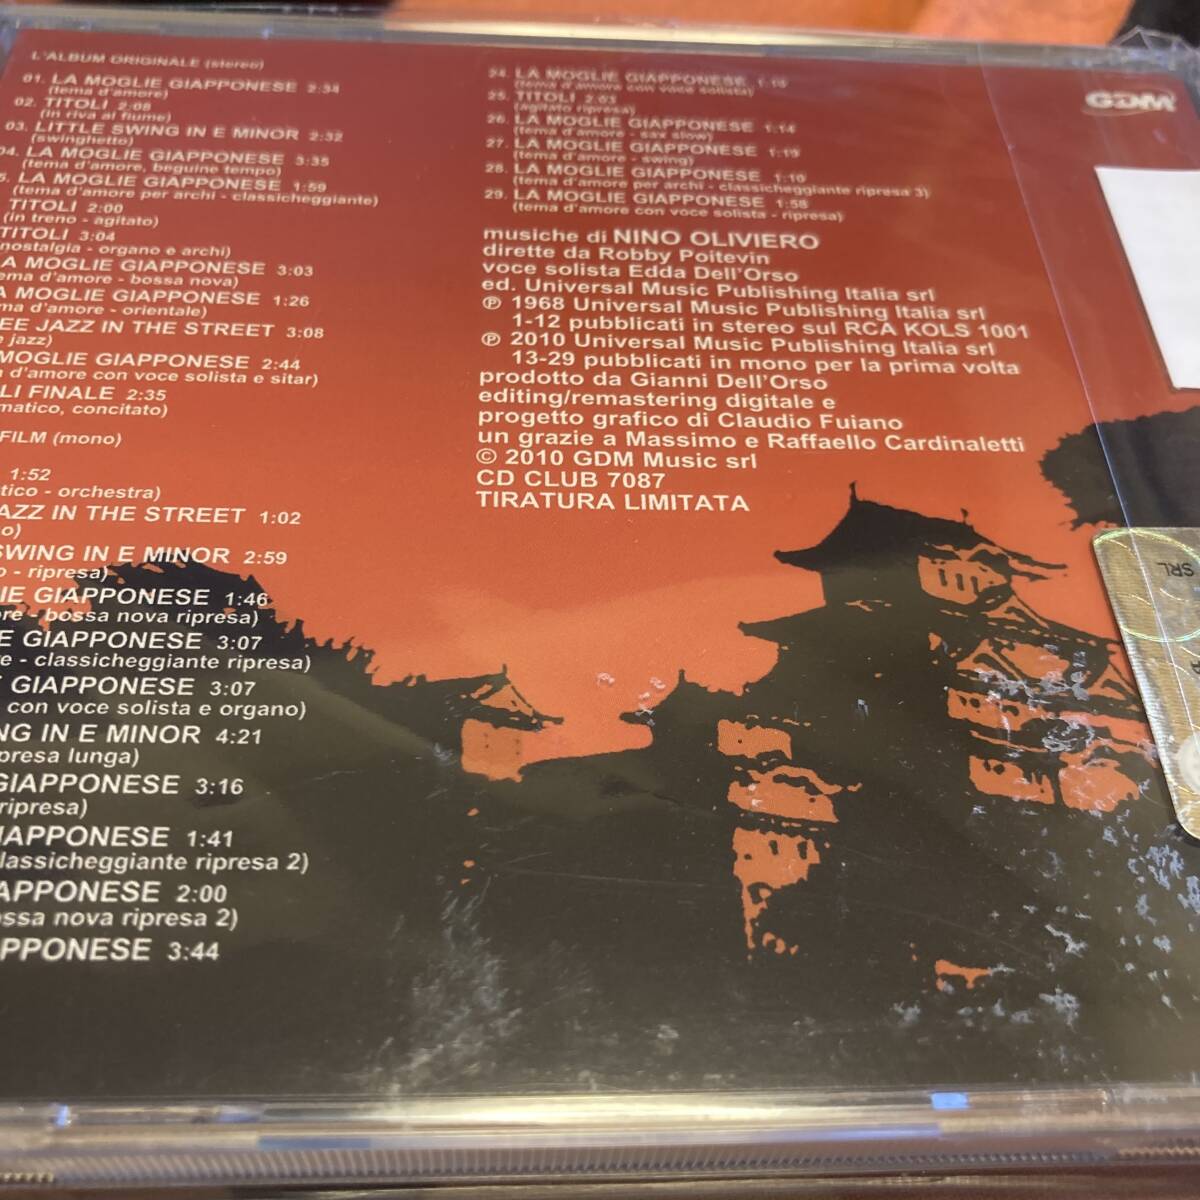 L'ALBUM ORIGINALE (stereo)
01. LA MOGLIE GIAPPONESE 2:34
(tema d'amore)
02. TITOLI 2:08
(in riva al fiume)
03. LITTLE SWING IN E MINOR 2:32
(swinghetto)
04. LA MOGLIE GIAPPONESE 3:35
(tema d'amore, beguine tempo)
5. LA MOGLIE GIAPPONESE 1:59
(tema d'amore per archi - classicheggiante)
TITOLI 2:00
(in treno - agitato)
TITOLI 3:04
nostalgia - organo e archi)
LA MOGLIE GIAPPONESE 3:03
ema d'amore - bossa nova)
A MOGLIE GIAPPONESE 1:26
ma d'amore - orientale)
EE JAZZ IN THE STREET 3:08
e jazz)
MOGLIE GIAPPONESE 2:44
d'amore con voce solista e sitar)
LI FINALE 2:35
matico, concitato)
FILM (mono)
1:52
tico - orchestra)
AZZ IN THE STREET 1:02
o)
SWING IN E MINOR 2:59
o - ripresa)
IE GIAPPONESE 1:46
ore - bossa nova ripresa)
E GIAPPONESE 3:07
e - classicheggiante ripresa)
GIAPPONESE 3:07
con voce solista e organo)
NG IN E MINOR 4:21
ripresa lunga)
GIAPPONESE 3:16
ripresa)
IAPPONESE 1:41
lassicheggiante ripresa 2)
APPONESE 2:00
ossa nova ripresa 2)
APPONESE 3:44
24. LA MOGLIE GIAPPONESE 1:10
(tema d'amore con voce solista)
25. TITOLI 2:03
(agitato ripresa)
26. LA MOGLIE GIAPPONESE 1:14
(tema d'amore - sax slow)
27. LA MOGLIE GIAPPONESE 1:19
(tema d'amore - swing)
28. LA MOGLIE GIAPPONESE 1:10
(tema d'amore per archi - classicheggiante ripresa 3)
29. LA MOGLIE GIAPPONESE 1:58
(tema d'amore con voce solista - ripresa)
musiche di NINO OLIVIERO
dirette da Robby Poitevin
voce solista Edda Dell'Orso
ed. Universal Music Publishing Italia srl
℗ 1968 Universal Music Publishing Italia srl
1-12 pubblicati in stereo sul RCA KOLS 1001
℗ 2010 Universal Music Publishing Italia srl
13-29 pubblicati in mono per la prima volta
prodotto da Gianni Dell'Orso
editing/remastering digitale e
progetto grafico di Claudio Fuiano
un grazie a Massimo e Raffaello Cardinaletti
© 2010 GDM Music srl
CD CLUB 7087
TIRATURA LIMITATA
GDM
SRL